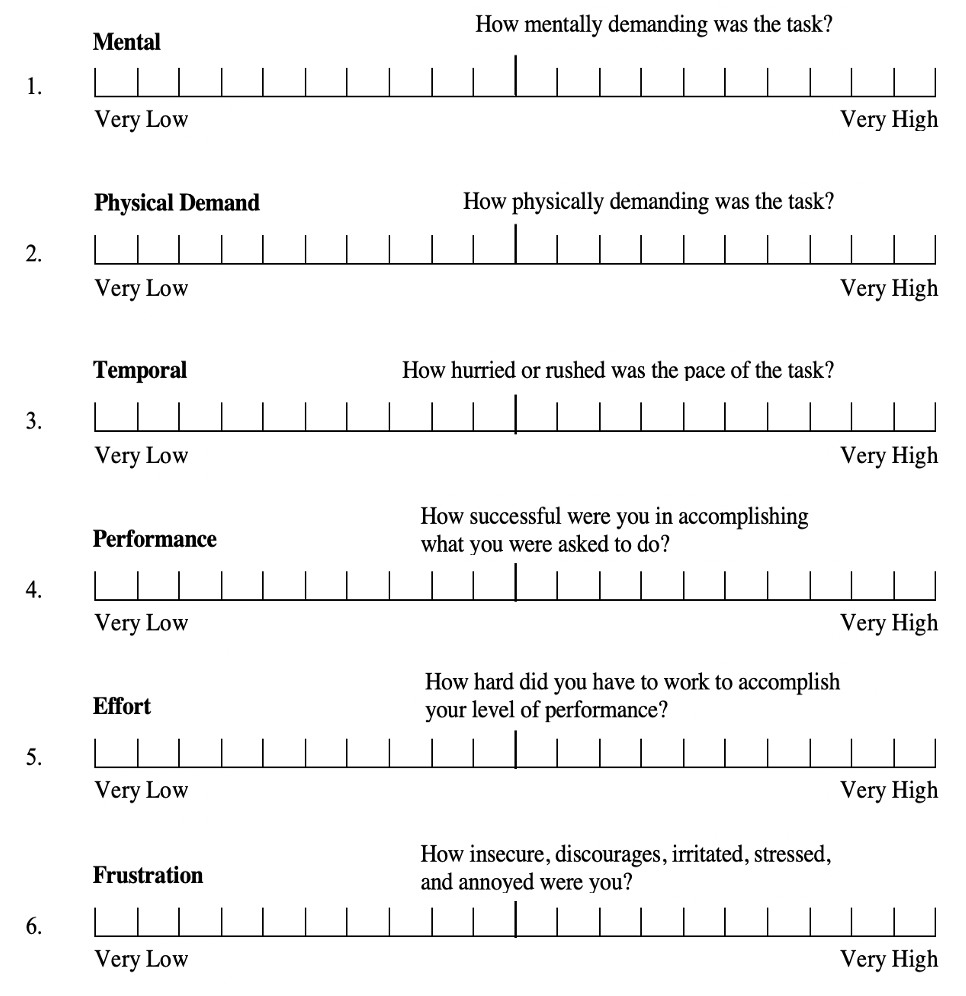 How mentally demanding was the task?
Mental
1.
Very Low Very High
Physical Demand How physically demanding was the task?
2.
Very Low Very High
Temporal How hurried or rushed was the pace of the task?
3.
Very Low Very High
How successful were you in accomplishing
what you were asked to do?
Performance
4.
Very Low Very High
How hard did you have to work to accomplish
your level of performance?
Effort
5.
Very Low Very High
How insecure, discourages, irritated, stressed,
and annoyed were you?
Frustration
6.
Very Low Very High